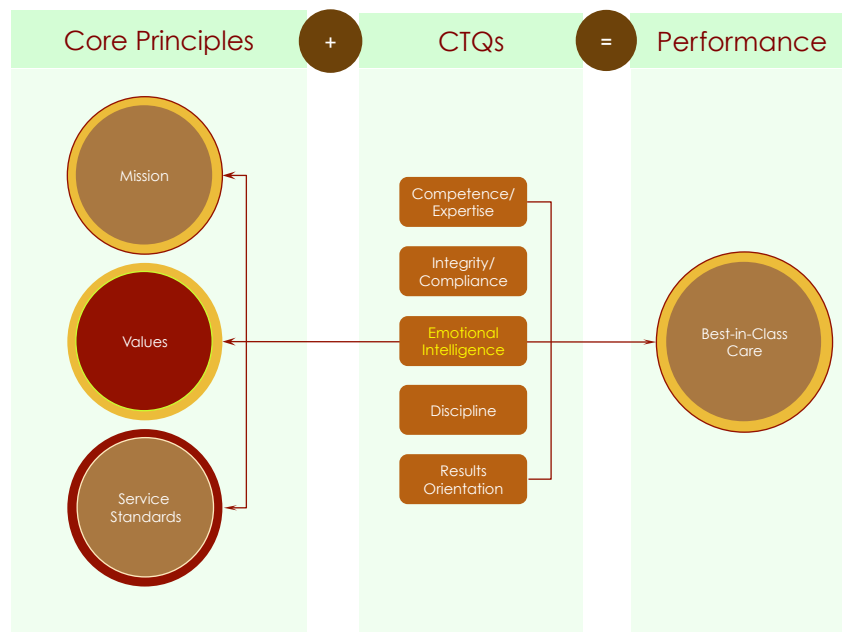 Core Principles
+
CTQs
=
Performance
Mission
Values
Service
Standards
Competence/
Expertise
Integrity/
Compliance
Emotional
Intelligence
Discipline
Results
Orientation
Best-in-Class
Care